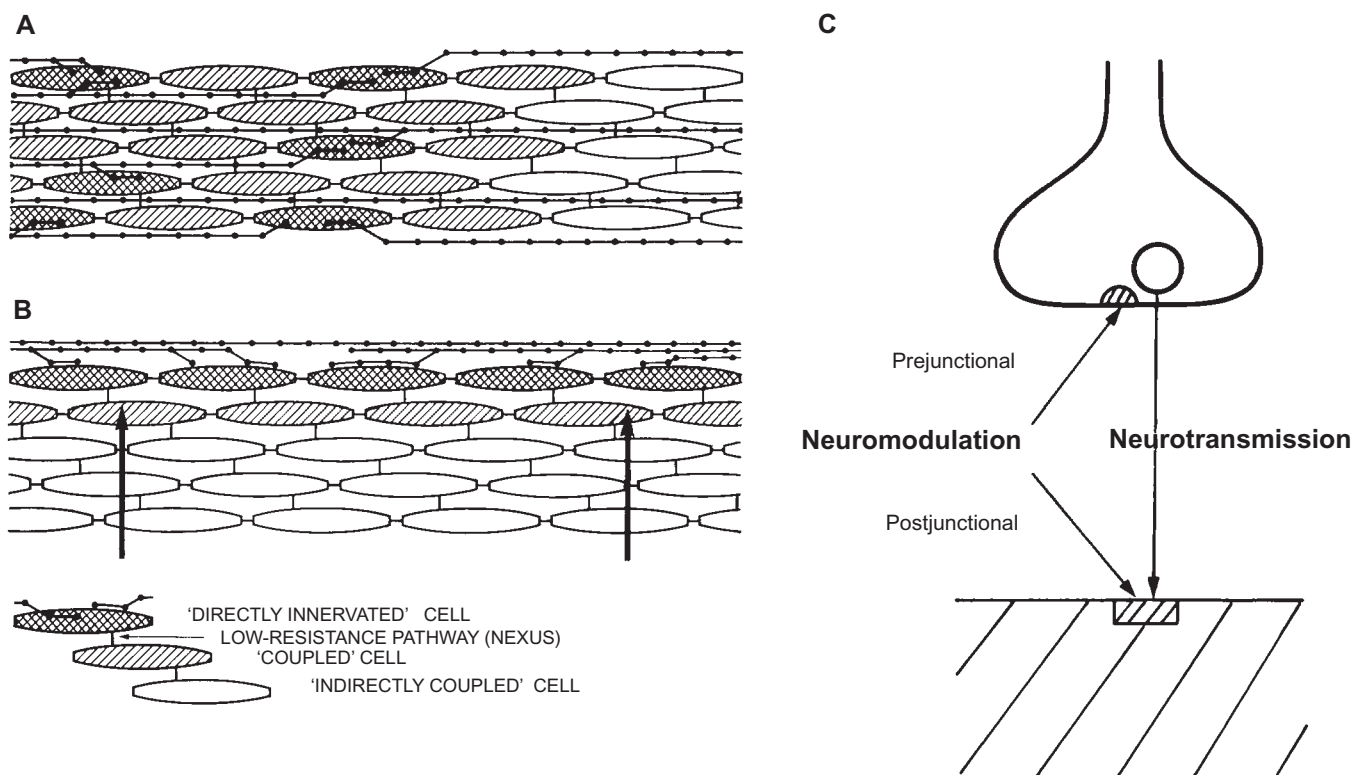 A
B
'DIRECTLY INNERVATED' CELL
LOW-RESISTANCE PATHWAY (NEXUS)
'COUPLED' CELL
'INDIRECTLY COUPLED' CELL
C
Prejunctional
Neuromodulation
Neurotransmission
Postjunctional